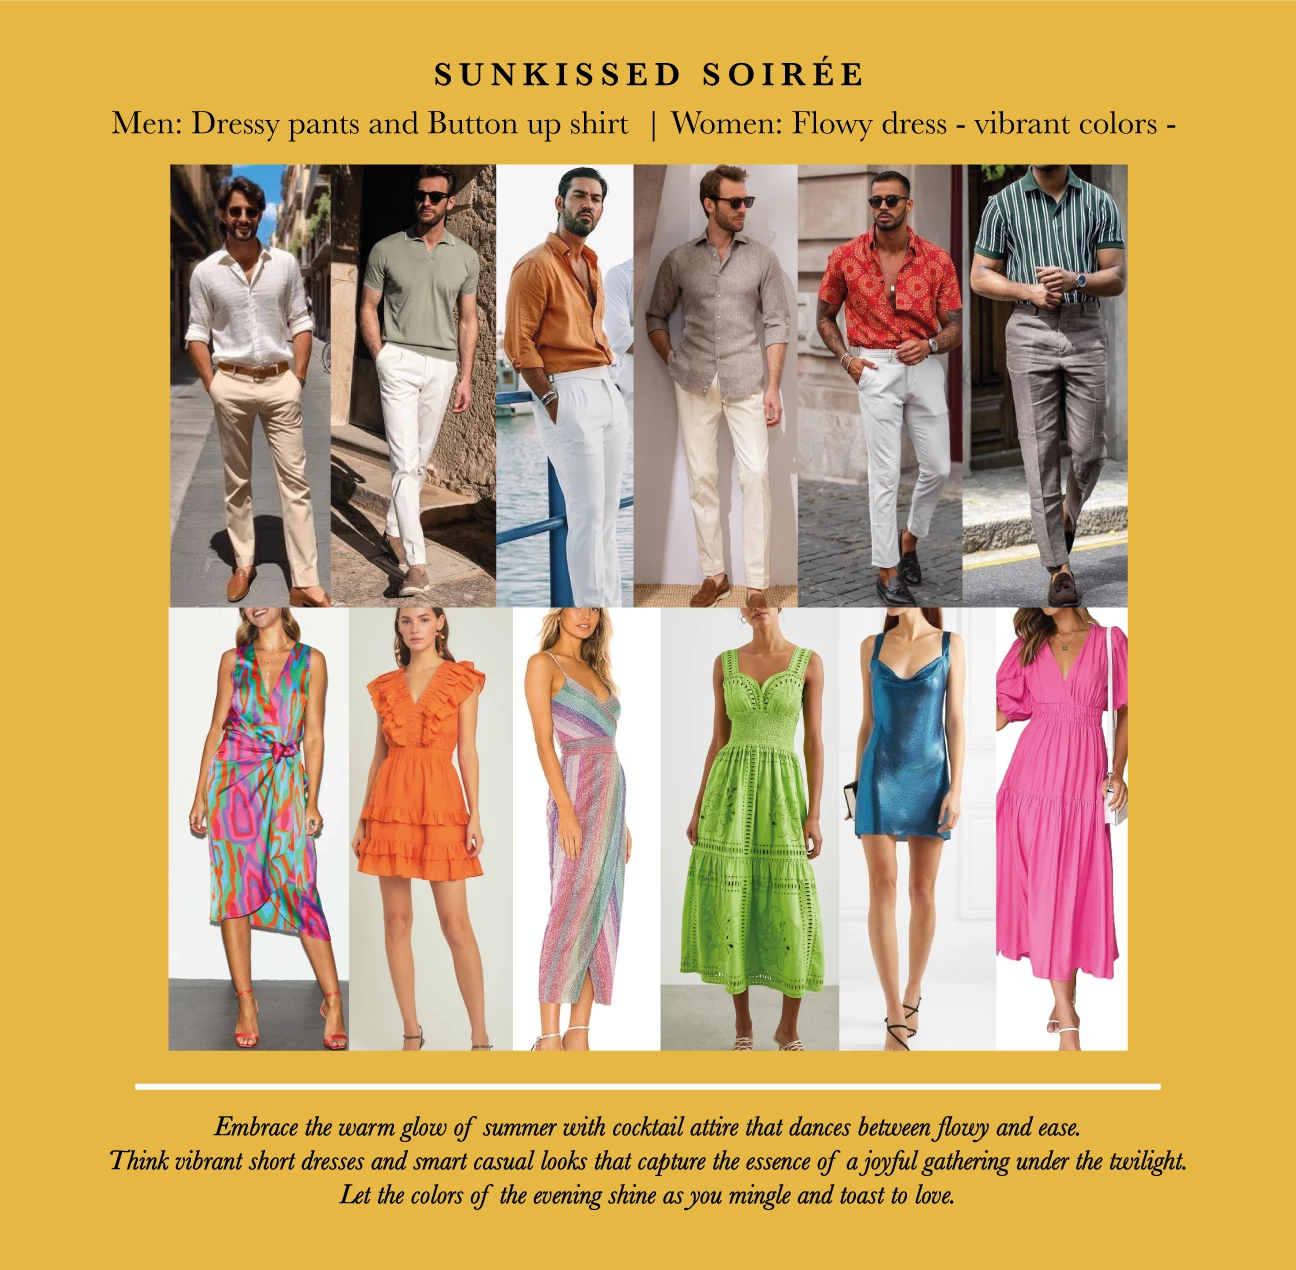 SUNKISSED SOIRÉE
Men: Dressy pants and Button up shirt | Women: Flowy dress - vibrant colors -
Embrace the warm glow of summer with cocktail attire that dances between flowy and ease.
Think vibrant short dresses and smart casual looks that capture the essence of a joyful gathering under the twilight.
Let the colors of the evening shine as you mingle and toast to love.